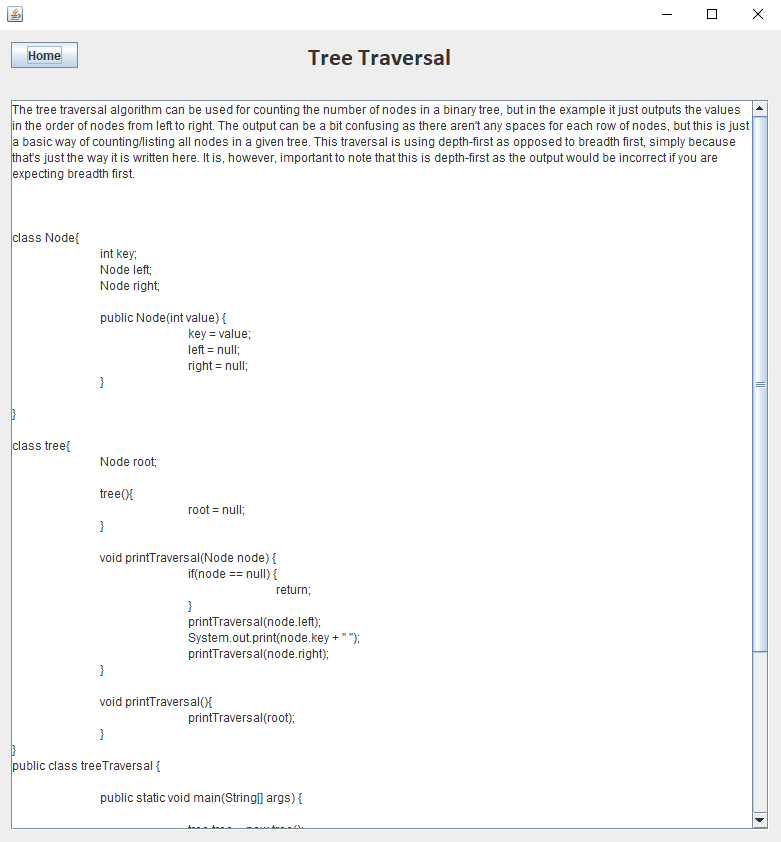 Home
Tree Traversal
The tree traversal algorithm can be used for counting the number of nodes in a binary tree, but in the example it just outputs the values
in the order of nodes from left to right. The output can be a bit confusing as there aren't any spaces for each row of nodes, but this is just
a basic way of counting/listing all nodes in a given tree. This traversal is using depth-first as opposed to breadth first, simply because
that's just the way it is written here. It is, however, important to note that this is depth-first as the output would be incorrect if you are
expecting breadth first.
class Node{
int key;
Node left;
Node right;
public Node(int value) {
key = value;
left = null;
right = null;
}
}
class tree{
Node root;
tree(){
root = null;
}
void printTraversal(Node node) {
if(node == null) {
return;
}
printTraversal(node.left);
System.out.print(node.key + " ");
printTraversal(node.right);
}
void printTraversal(){
printTraversal(root);
}
}
public class treeTraversal {
public static void main(String[] args) {
tree tree = new tree();